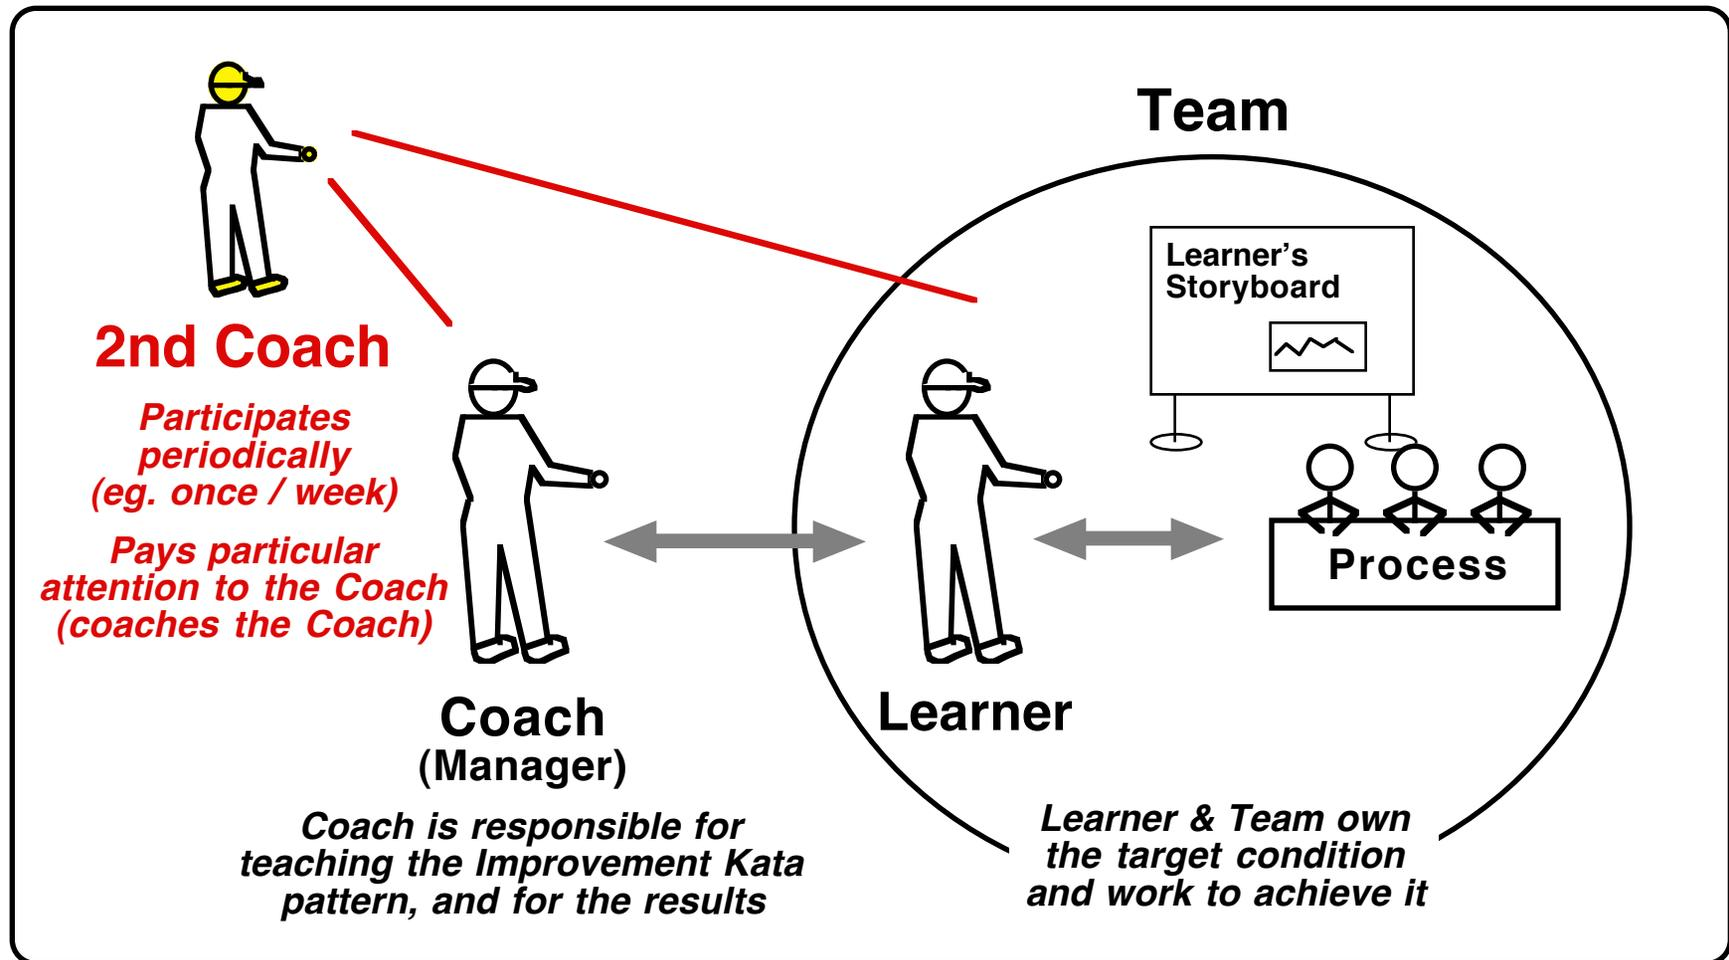 Team
Learner's
Storyboard
2nd Coach
Participates
periodically
(eg. once / week)
Pays particular
attention to the Coach
(coaches the Coach)
Process
Coach
(Manager)
Coach is responsible for
teaching the Improvement Kata
pattern, and for the results
Learner
Learner & Team own
the target condition
and work to achieve it